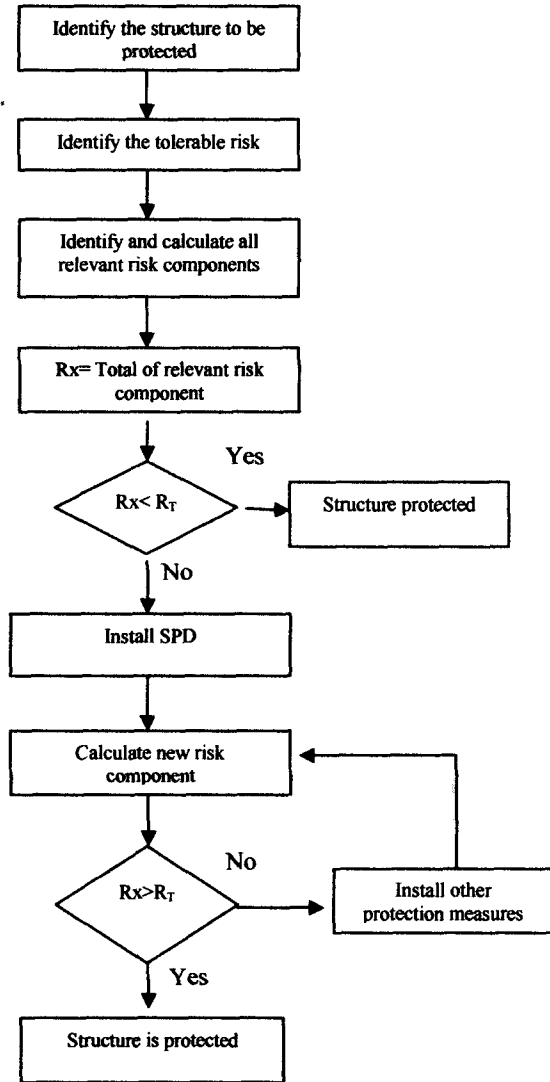 Identify the structure to be
protected
Identify the tolerable risk
Identify and calculate all
relevant risk components
Rx= Total of relevant risk
component
Yes
Rx< RT
Structure protected
No
Install SPD
Calculate new risk
component
No
Rx>RT
Install other
protection measures
Yes
Structure is protected